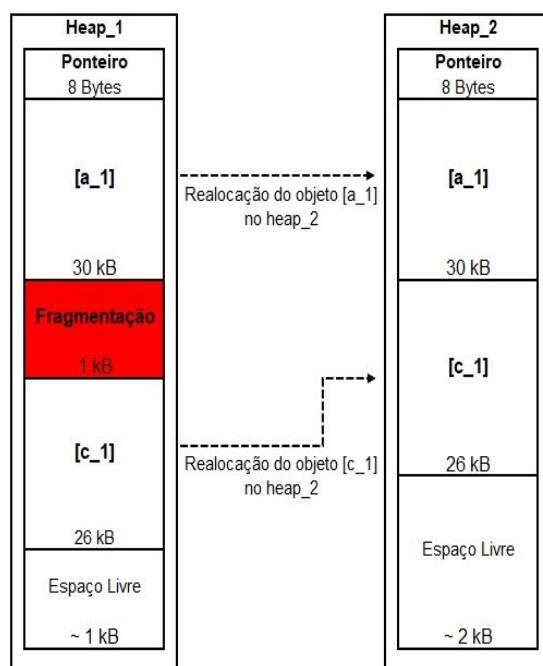 Heap_1
Ponteiro
8 Bytes
[a_1]
30 kB
Fragmentação
1 kB
[c_1]
26 kB
Espaço Livre
~ 1 kB
Realocação do objeto [a_1]
no heap_2
Realocação do objeto [c_1]
no heap_2
Heap_2
Ponteiro
8 Bytes
[a_1]
30 kB
[c_1]
26 kB
Espaço Livre
~ 2 kB